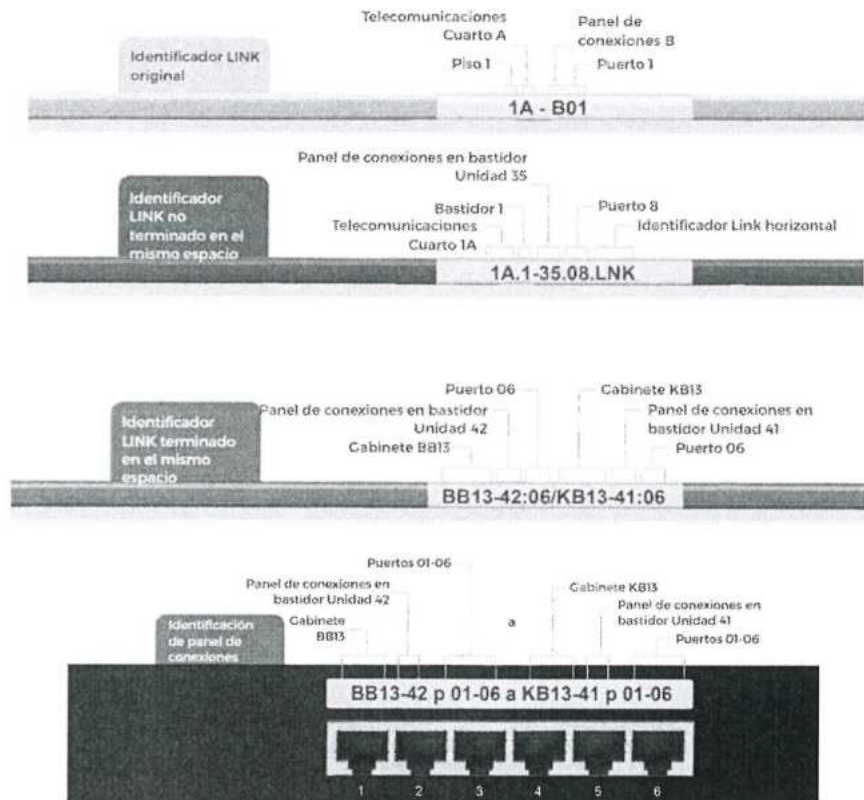 Identificador LINK
original
Telecomunicaciones
Cuarto A
Piso 1
Panel de
conexiones B
Puerto 1
1A - B01
Identificador
LINK no
terminado en el
mismo espacio
Panel de conexiones en bastidor
Unidad 35
Bastidor 1
Telecomunicaciones
Cuarto 1A
Puerto 8
Identificador Link horizontal
1A.1-35.08.LNK
Identificador
LINK terminado
en el mismo
espacio
Puerto 06
Panel de conexiones en bastidor
Unidad 42
Gabinete BB13
Gabinete KB13
Panel de conexiones en
bastidor Unidad 41
Puerto 06
BB13-42:06/KB13-41:06
Identificación
de panel de
conexiones
Puertos 01-06
Panel de conexiones en
bastidor Unidad 42
Gabinete
BB13
a
Gabinete KB13
Panel de conexiones en
bastidor Unidad 41
Puertos 01-06
BB13-42 p 01-06 a KB13-41 p 01-06
1 2 3 4 5 6